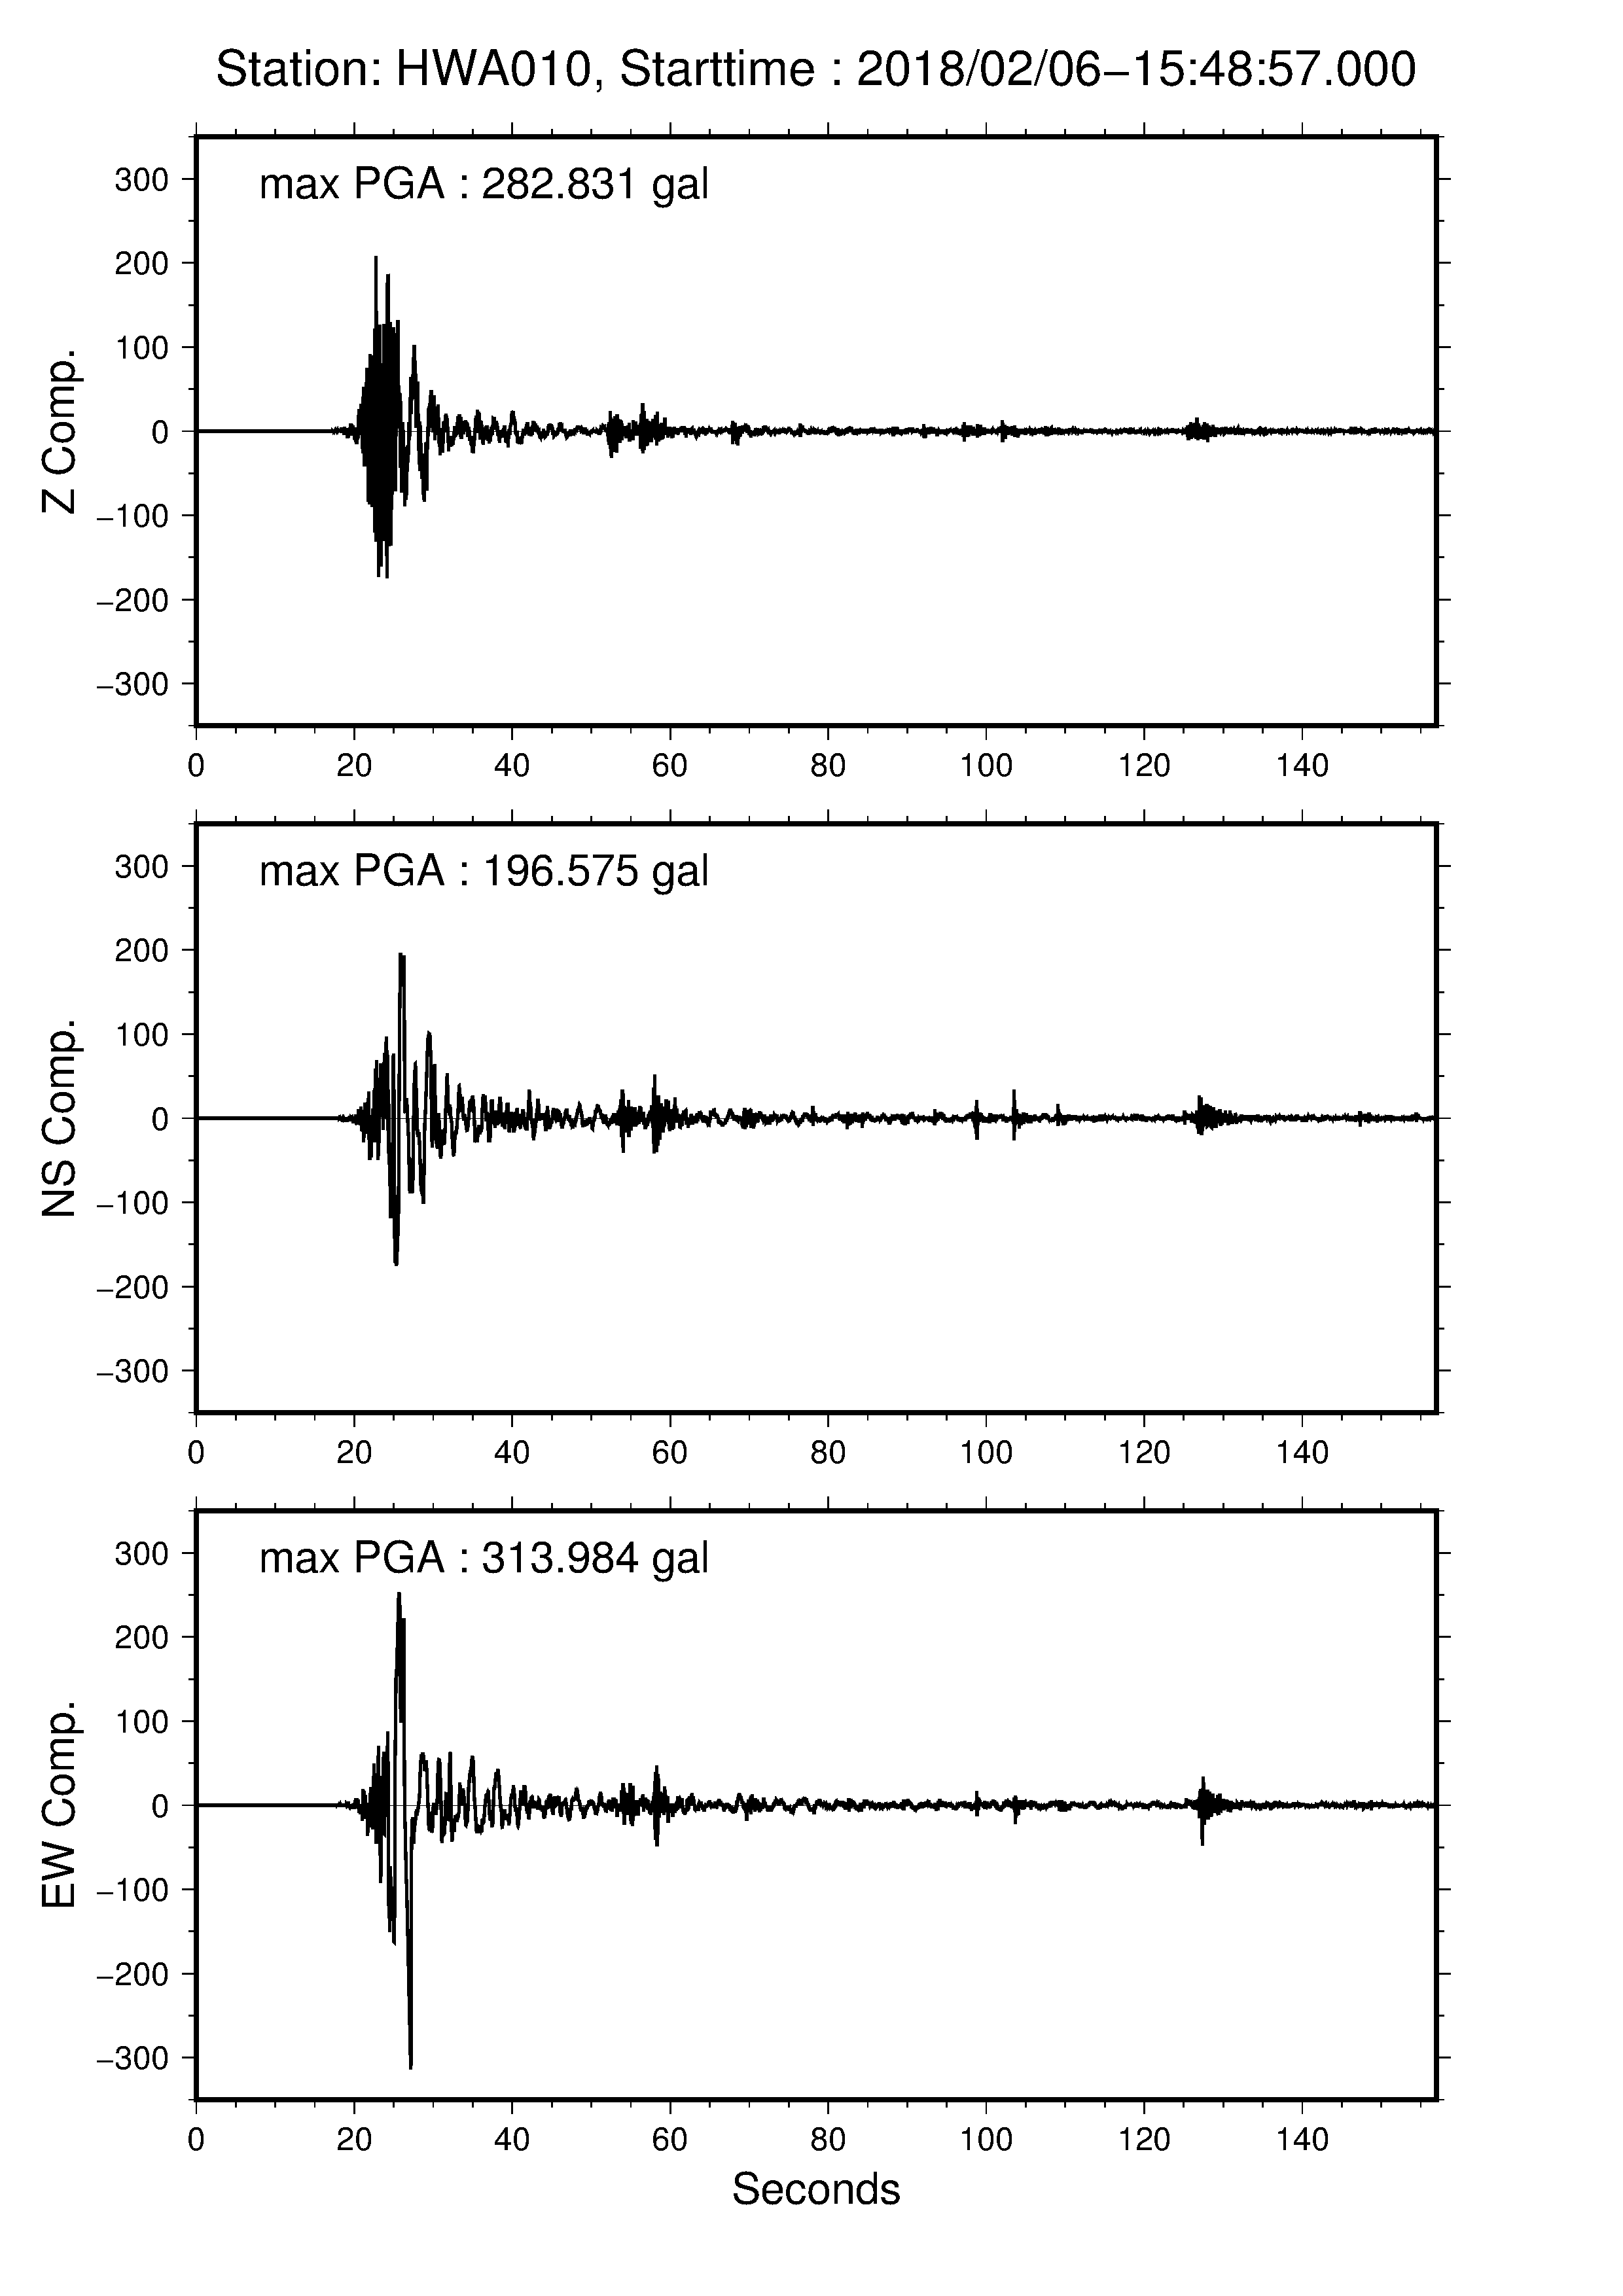 Station: HWA010, Starttime : 2018/02/06−15:48:57.000
max PGA : 282.831 gal
Z Comp.
300
200
100
0
−100
−200
−300
0 20 40 60 80 100 120 140
max PGA : 196.575 gal
NS Comp.
300
200
100
0
−100
−200
−300
0 20 40 60 80 100 120 140
max PGA : 313.984 gal
EW Comp.
300
200
100
0
−100
−200
−300
0 20 40 60 80 100 120 140
Seconds